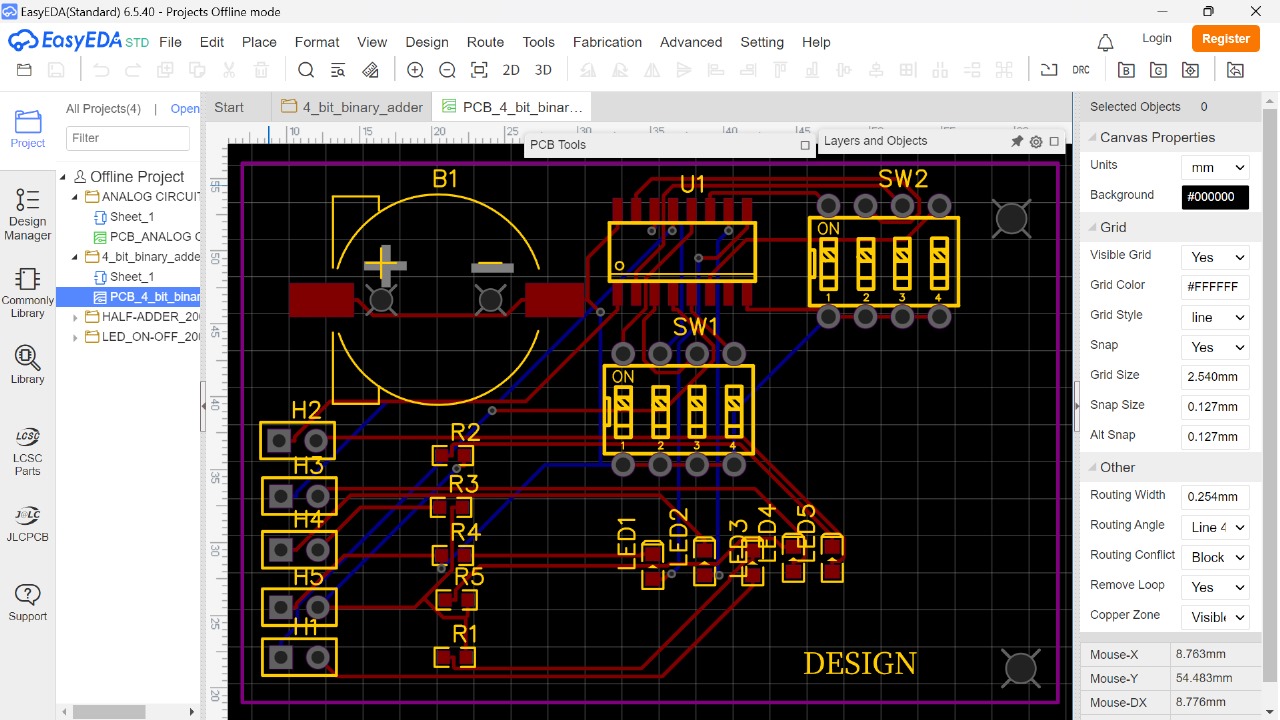 EasyEDA(Standard) 6.5.40 - Projects Offline mode
EasyEDA STD File Edit Place Format View Design Route Tools Fabrication Advanced Setting Help Login Register
2D 3D DRC
Project
Design Manager
Commonly Library
Library
LCSC Parts
JLCPCB
Support
All Projects(4) | Open
Filter
Offline Project
ANALOG CIRCUIT
Sheet_1
PCB_ANALOG C
4_bit_binary_adde
Sheet_1
PCB_4_bit_binar
HALF-ADDER_20
LED_ON-OFF_20
Start 4_bit_binary_adder PCB_4_bit_binar...
10 15 20 25 30 35 40 45
PCB Tools
Layers and Objects
55
50
45
40
35
30
25
20
B1 U1 SW2
ON
1 2 3 4
SW1
ON
1 2 3 4
H2
H3
H4
H5
H1
R2
R3
R4
R5
R1
LED1 LED2 LED3 LED4 LED5
DESIGN
Selected Objects 0
Canvas Properties
Units mm
Background #000000
Grid
Visible Grid Yes
Grid Color #FFFFFF
Grid Style line
Snap Yes
Grid Size 2.540mm
Snap Size 0.127mm
Alt Snap 0.127mm
Other
Routing Width 0.254mm
Routing Angle Line 4
Routing Conflict Block
Remove Loop Yes
Copper Zone Visible
Mouse-X 8.763mm
Mouse-Y 54.483mm
Mouse-DX 8.776mm